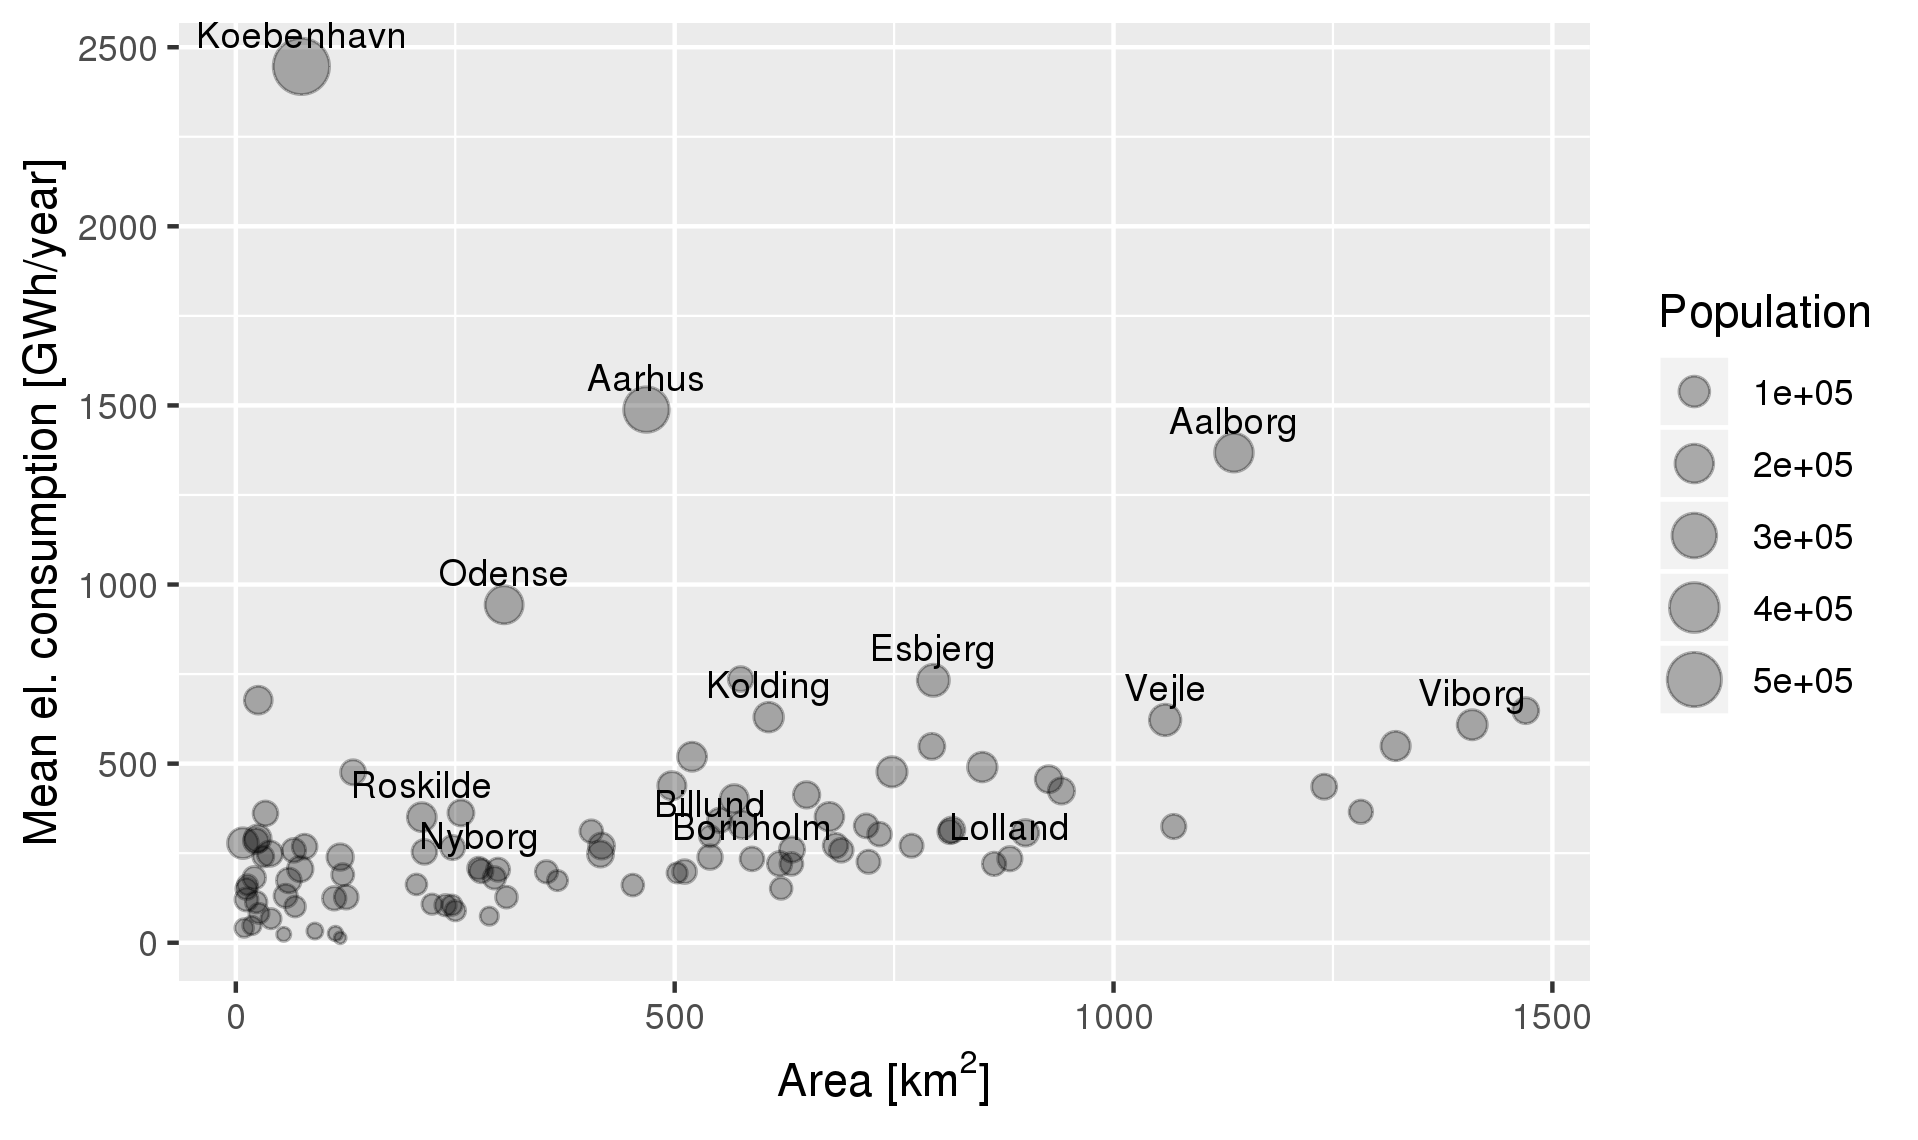 Koebenhavn
Aarhus
Aalborg
Odense
Esbjerg
Kolding
Vejle
Viborg
Roskilde
Billund
Nyborg
Bornholm
Lolland
2500
2000
1500
1000
500
0
0
500
1000
1500
Mean el. consumption [GWh/year]
Area [km²]
Population
1e+05
2e+05
3e+05
4e+05
5e+05